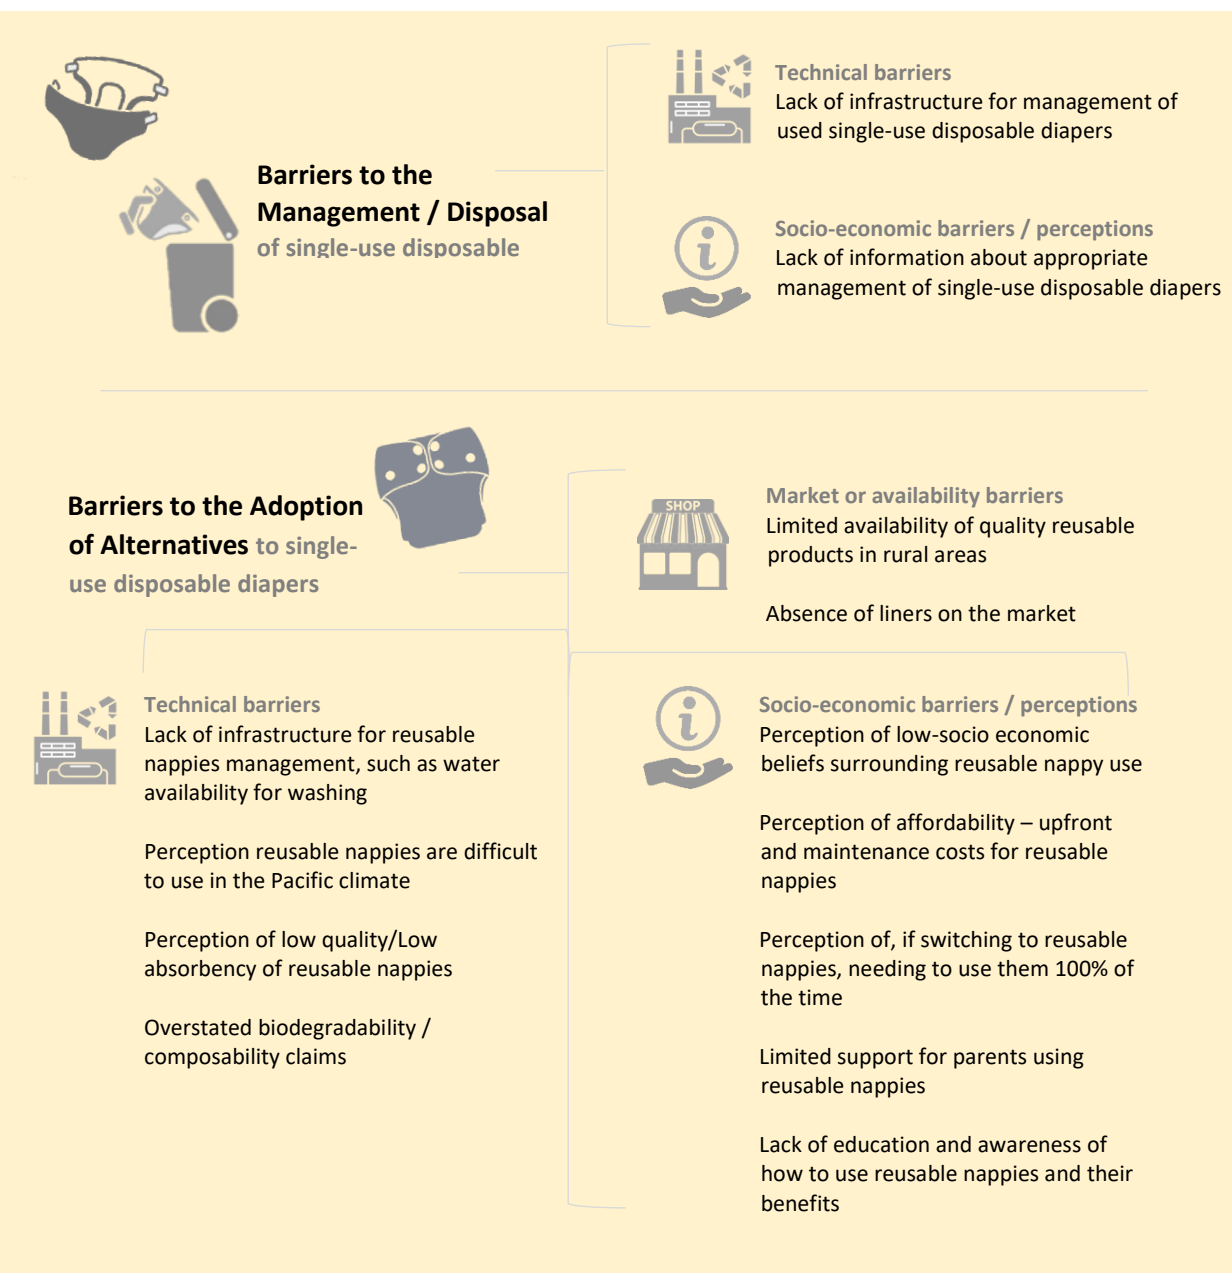 Barriers to the
Management / Disposal
of single-use disposable
Technical barriers
Lack of infrastructure for management of
used single-use disposable diapers
Socio-economic barriers / perceptions
Lack of information about appropriate
management of single-use disposable diapers
Barriers to the Adoption
of Alternatives to single-
use disposable diapers
SHOP
Market or availability barriers
Limited availability of quality reusable
products in rural areas
Absence of liners on the market
Technical barriers
Lack of infrastructure for reusable
nappies management, such as water
availability for washing
Perception reusable nappies are difficult
to use in the Pacific climate
Perception of low quality/Low
absorbency of reusable nappies
Overstated biodegradability /
composability claims
Socio-economic barriers / perceptions
Perception of low-socio economic
beliefs surrounding reusable nappy use
Perception of affordability – upfront
and maintenance costs for reusable
nappies
Perception of, if switching to reusable
nappies, needing to use them 100% of
the time
Limited support for parents using
reusable nappies
Lack of education and awareness of
how to use reusable nappies and their
benefits